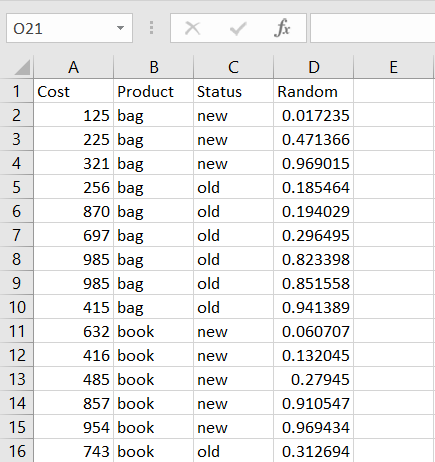 O21 fx
A B C D E
1 Cost Product Status Random
2 125 bag new 0.017235
3 225 bag new 0.471366
4 321 bag new 0.969015
5 256 bag old 0.185464
6 870 bag old 0.194029
7 697 bag old 0.296495
8 985 bag old 0.823398
9 985 bag old 0.851558
10 415 bag old 0.941389
11 632 book new 0.060707
12 416 book new 0.132045
13 485 book new 0.27945
14 857 book new 0.910547
15 954 book new 0.969434
16 743 book old 0.312694